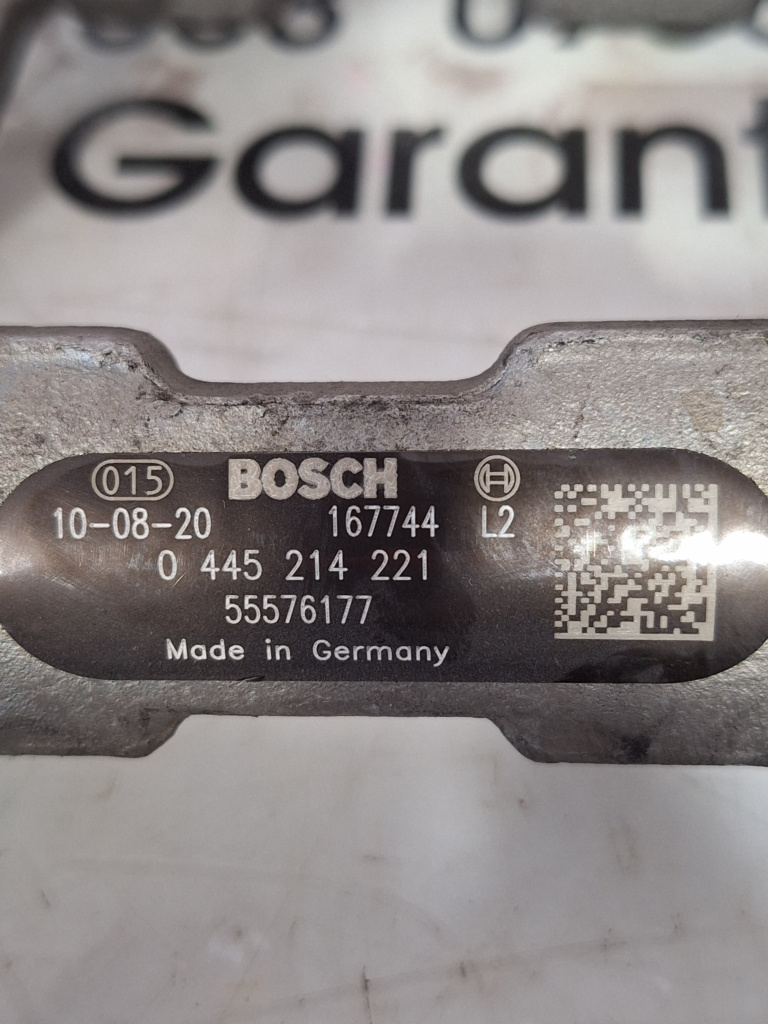 Garant
015 BOSCH
10-08-20 167744 L2
0 445 214 221
55576177
Made in Germany